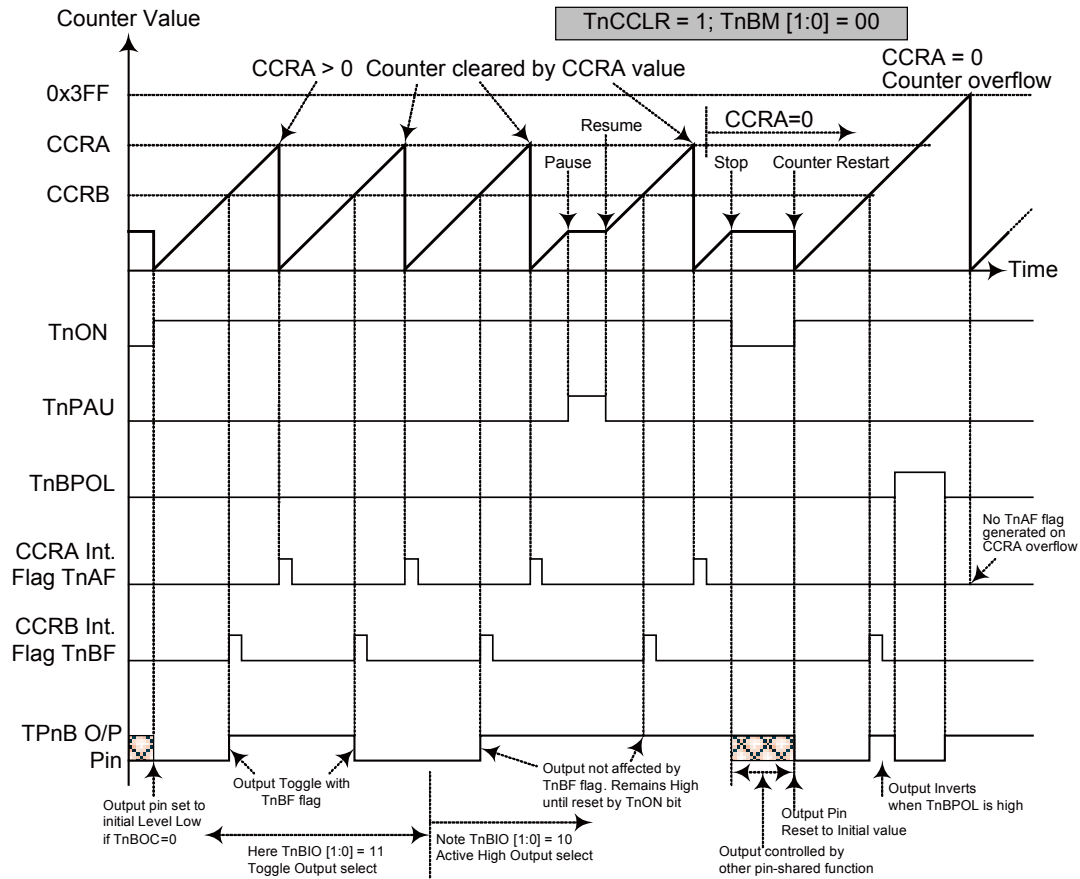 Counter Value
TnCCLR = 1; TnBM [1:0] = 00
CCRA > 0
Counter cleared by CCRA value
CCRA = 0
Counter overflow
0x3FF
CCRA
CCRB
Resume
CCRA=0
Pause
Stop
Counter Restart
Time
TnON
TnPAU
TnBPOL
No TnAF flag
generated on
CCRA overflow
CCRA Int.
Flag TnAF
CCRB Int.
Flag TnBF
TPnB O/P
Pin
Output pin set to
initial Level Low
if TnBOC=0
Output Toggle with
TnBF flag
Here TnBIO [1:0] = 11
Toggle Output select
Note TnBIO [1:0] = 10
Active High Output select
Output not affected by
TnBF flag. Remains High
until reset by TnON bit
Output controlled by
other pin-shared function
Output Pin
Reset to Initial value
Output Inverts
when TnBPOL is high